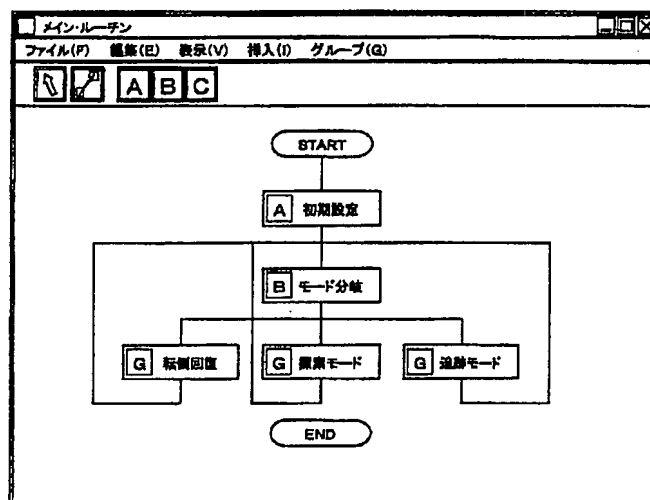 メイン・ルーチン
ファイル(F) 編集(E) 表示(V) 挿入(I) グループ(G)
A B C
START
A 初期設定
B モード分岐
G 転倒回復 G 探索モード G 追跡モード
END